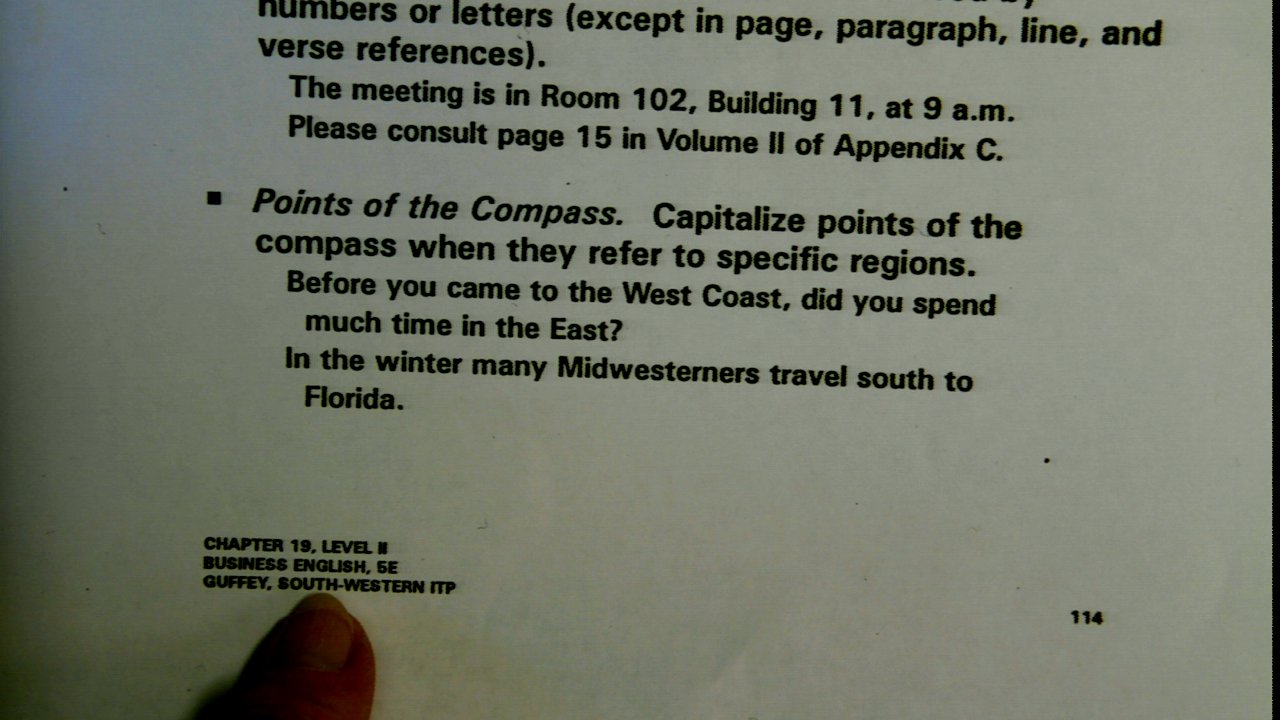 numbers or letters (except in page, paragraph, line, and
verse references).
The meeting is in Room 102, Building 11, at 9 a.m.
Please consult page 15 in Volume II of Appendix C.
▪ Points of the Compass. Capitalize points of the
compass when they refer to specific regions.
Before you came to the West Coast, did you spend
much time in the East?
In the winter many Midwesterners travel south to
Florida.
CHAPTER 19, LEVEL II
BUSINESS ENGLISH, 5E
GUFFEY, SOUTH-WESTERN ITP
114